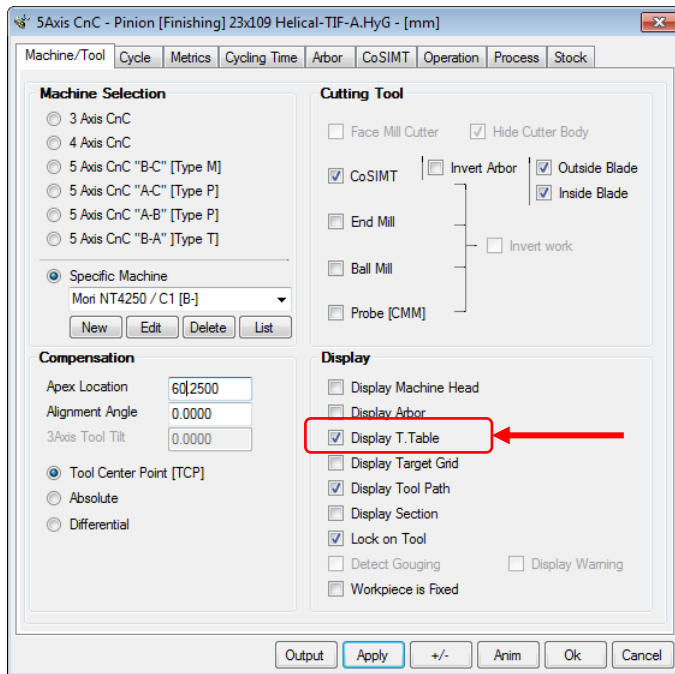 5Axis CnC - Pinion [Finishing] 23x109 Helical-TIF-A.HyG - [mm]
Machine/Tool Cycle Metrics Cycling Time Arbor CoSIMT Operation Process Stock
Machine Selection
3 Axis CnC
4 Axis CnC
5 Axis CnC "B-C" [Type M]
5 Axis CnC "A-C" [Type P]
5 Axis CnC "A-B" [Type P]
5 Axis CnC "B-A" ]Type T]
Specific Machine
Mori NT4250 / C1 [B-]
New Edit Delete List
Cutting Tool
Face Mill Cutter Hide Cutter Body
CoSIMT Invert Arbor Outside Blade
Inside Blade
End Mill
Invert work
Ball Mill
Probe [CMM]
Compensation
Apex Location 60.2500
Alignment Angle 0.0000
3Axis Tool Tilt 0.0000
Tool Center Point [TCP]
Absolute
Differential
Display
Display Machine Head
Display Arbor
Display T.Table
Display Target Grid
Display Tool Path
Display Section
Lock on Tool
Detect Gouging Display Warning
Workpiece is Fixed
Output Apply +/- Anim Ok Cancel